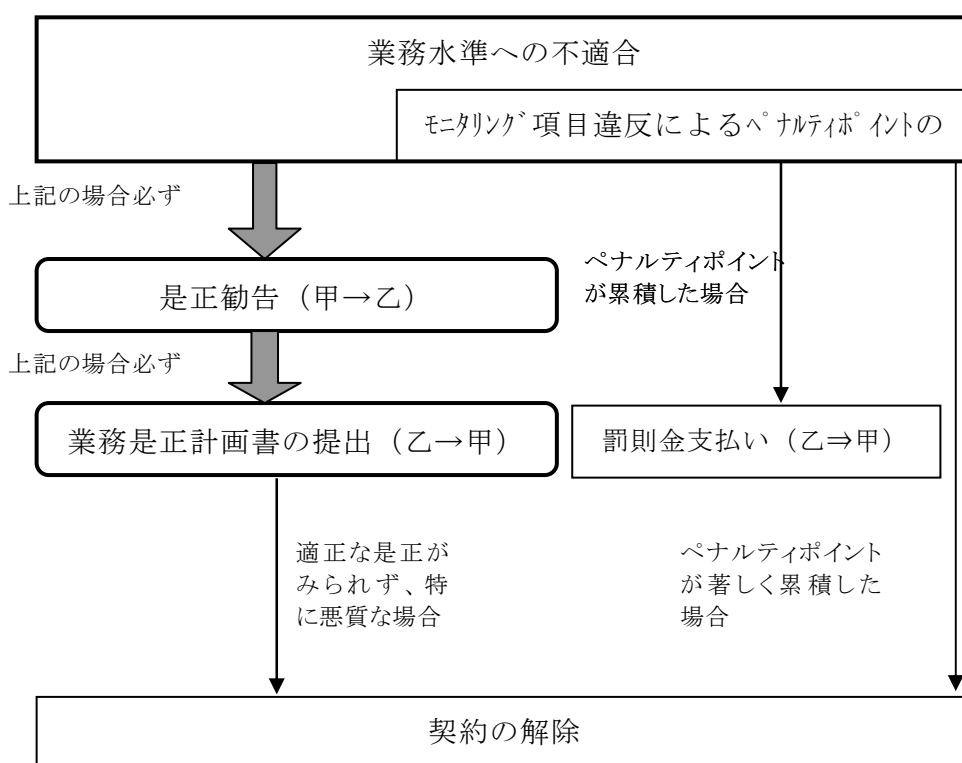 業務水準への不適合
モニタリング項目違反によるペナルティポイントの
上記の場合必ず
是正勧告（甲→乙）
ペナルティポイント
が累積した場合
上記の場合必ず
業務是正計画書の提出（乙→甲）
罰則金支払い（乙⇒甲）
適正な是正が
みられず、特
に悪質な場合
ペナルティポイント
が著しく累積した
場合
契約の解除